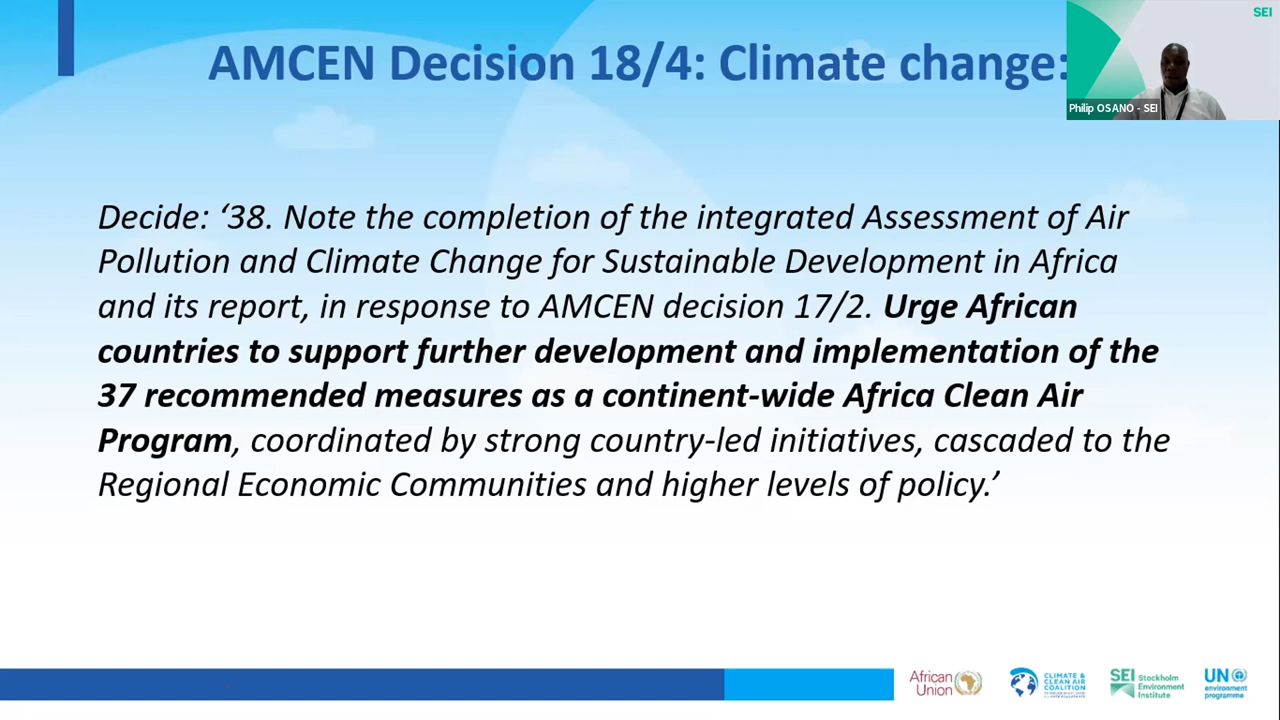 AMCEN Decision 18/4: Climate change:
SEI
Philip OSANO - SEI
Decide: ‘38. Note the completion of the integrated Assessment of Air
Pollution and Climate Change for Sustainable Development in Africa
and its report, in response to AMCEN decision 17/2. Urge African
countries to support further development and implementation of the
37 recommended measures as a continent-wide Africa Clean Air
Program, coordinated by strong country-led initiatives, cascaded to the
Regional Economic Communities and higher levels of policy.’
African
Union
CLIMATE &
CLEAN AIR
COALITION
SEI
Stockholm
Environment
Institute
UN
environment
programme